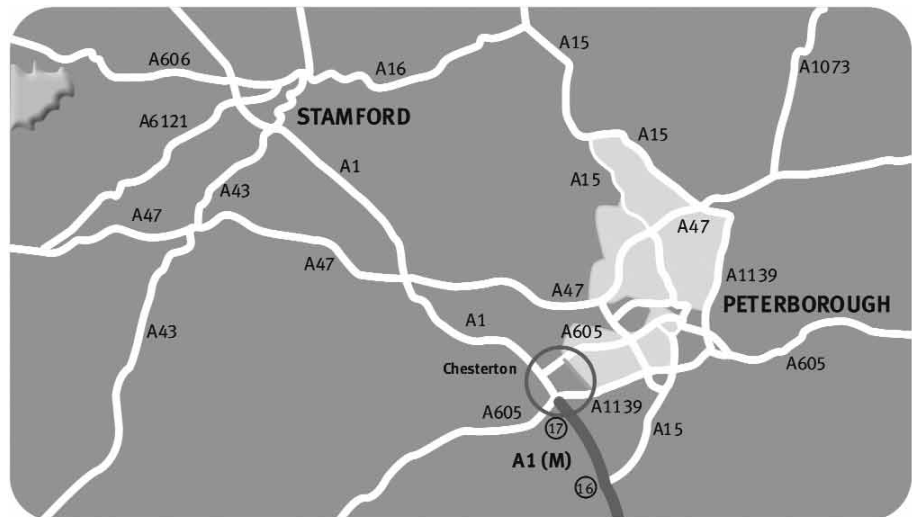 A15
A606
A16
A1073
A6121
STAMFORD
A15
A1
A15
A43
A47
A47
A47
A1139
A47
PETERBOROUGH
A43
A1
A605
Chesterton
A605
A605
A1139
17
A15
A1 (M)
16